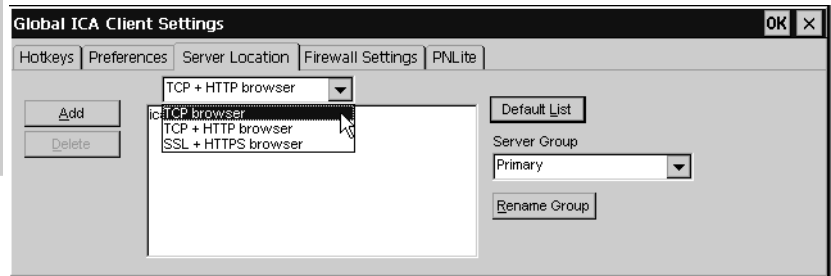 Global ICA Client Settings OK ×
Hotkeys Preferences Server Location Firewall Settings PNLite
TCP + HTTP browser
Add
Delete
TCP browser
TCP + HTTP browser
SSL + HTTPS browser
Default List
Server Group
Primary
Rename Group